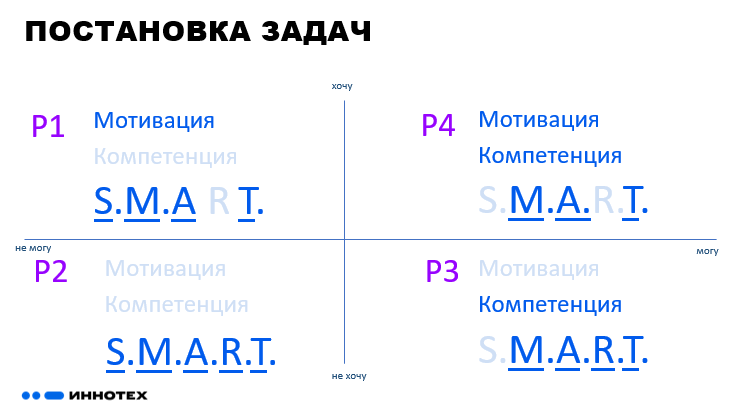 ПОСТАНОВКА ЗАДАЧ
хочу
P1
Мотивация
Компетенция
S.M.A R T.
P4
Мотивация
Компетенция
S.M.A.R.T.
не могу
могу
P2
Мотивация
Компетенция
S.M.A.R.T.
P3
Мотивация
Компетенция
S.M.A.R.T.
не хочу
ИННОТЕХ